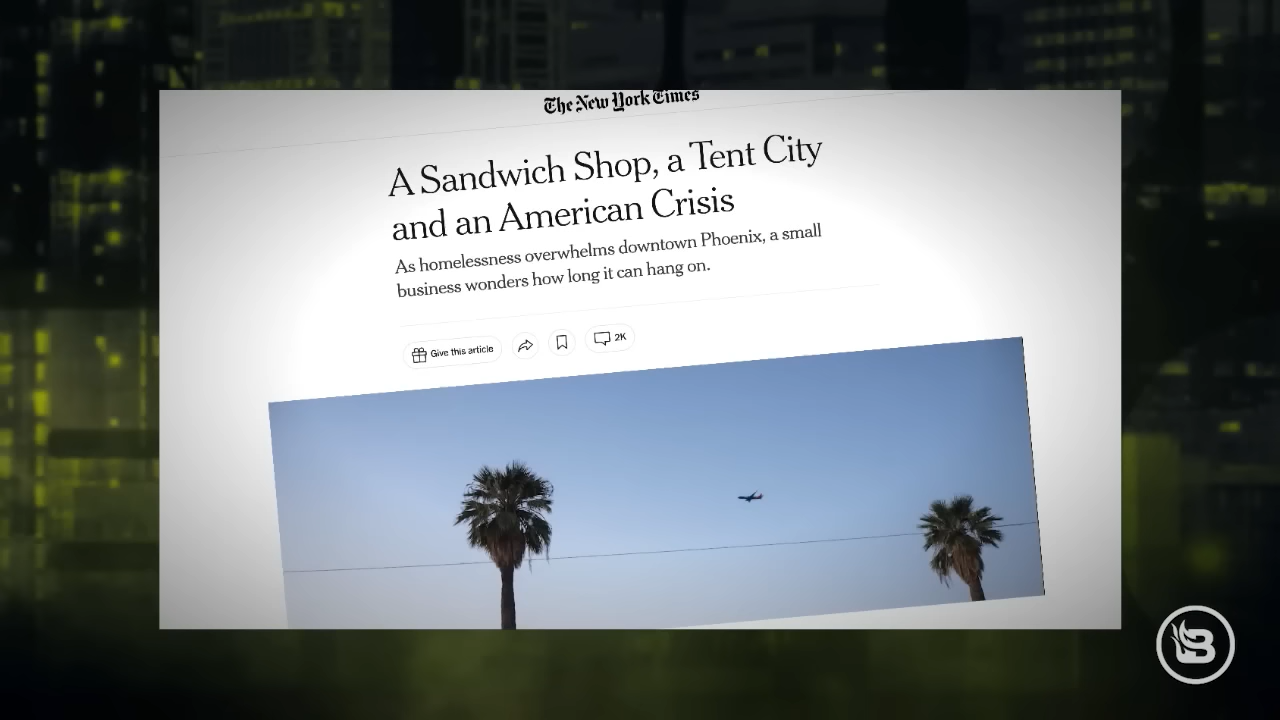 The New York Times
A Sandwich Shop, a Tent City
and an American Crisis
As homelessness overwhelms downtown Phoenix, a small
business wonders how long it can hang on.
Give this article
2K
B